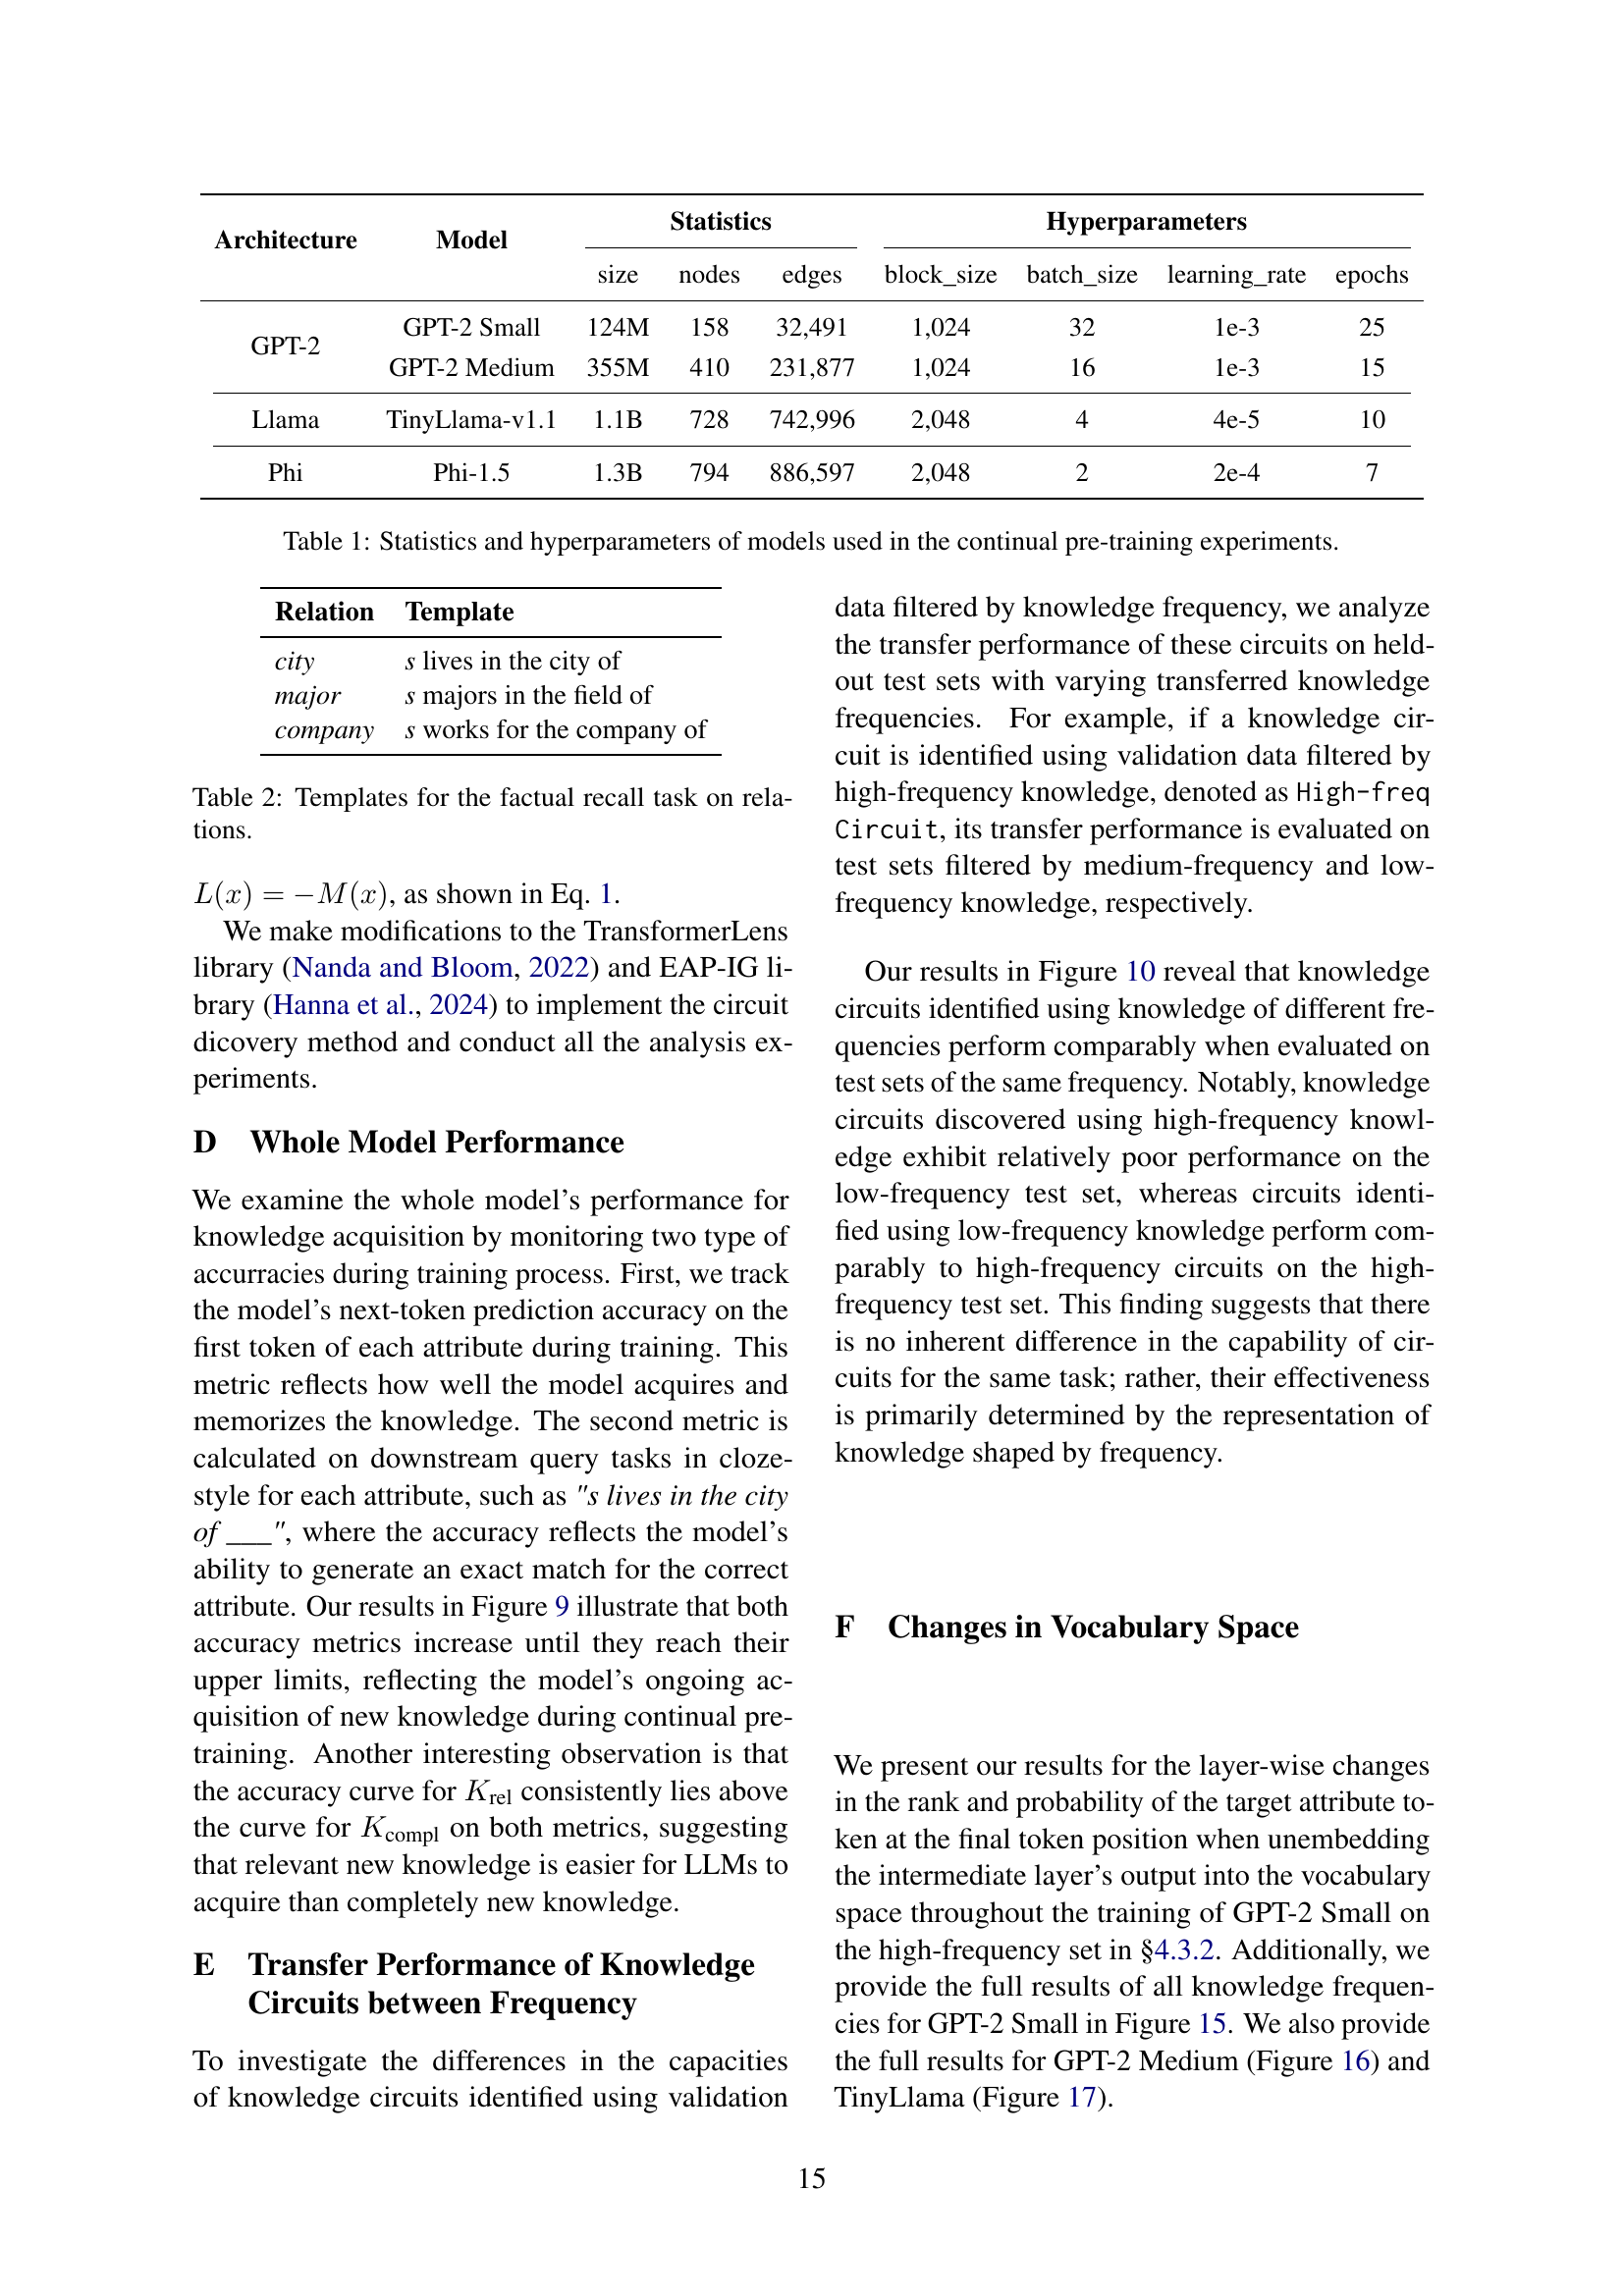 Architecture Model Statistics Hyperparameters
size nodes edges block_size batch_size learning_rate epochs
GPT-2 GPT-2 Small 124M 158 32,491 1,024 32 1e-3 25
GPT-2 Medium 355M 410 231,877 1,024 16 1e-3 15
Llama TinyLlama-v1.1 1.1B 728 742,996 2,048 4 4e-5 10
Phi Phi-1.5 1.3B 794 886,597 2,048 2 2e-4 7
Table 1: Statistics and hyperparameters of models used in the continual pre-training experiments.
Relation Template
city s lives in the city of
major s majors in the field of
company s works for the company of
Table 2: Templates for the factual recall task on rela-
tions.
L(x) = −M(x), as shown in Eq. 1.
We make modifications to the TransformerLens
library (Nanda and Bloom, 2022) and EAP-IG li-
brary (Hanna et al., 2024) to implement the circuit
dicovery method and conduct all the analysis ex-
periments.
D Whole Model Performance
We examine the whole model's performance for
knowledge acquisition by monitoring two type of
accurracies during training process. First, we track
the model's next-token prediction accuracy on the
first token of each attribute during training. This
metric reflects how well the model acquires and
memorizes the knowledge. The second metric is
calculated on downstream query tasks in cloze-
style for each attribute, such as "s lives in the city
of ___", where the accuracy reflects the model's
ability to generate an exact match for the correct
attribute. Our results in Figure 9 illustrate that both
accuracy metrics increase until they reach their
upper limits, reflecting the model's ongoing ac-
quisition of new knowledge during continual pre-
training. Another interesting observation is that
the accuracy curve for K_rel consistently lies above
the curve for K_compl on both metrics, suggesting
that relevant new knowledge is easier for LLMs to
acquire than completely new knowledge.
E Transfer Performance of Knowledge
Circuits between Frequency
To investigate the differences in the capacities
of knowledge circuits identified using validation
data filtered by knowledge frequency, we analyze
the transfer performance of these circuits on held-
out test sets with varying transferred knowledge
frequencies. For example, if a knowledge cir-
cuit is identified using validation data filtered by
high-frequency knowledge, denoted as High-freq
Circuit, its transfer performance is evaluated on
test sets filtered by medium-frequency and low-
frequency knowledge, respectively.
Our results in Figure 10 reveal that knowledge
circuits identified using knowledge of different fre-
quencies perform comparably when evaluated on
test sets of the same frequency. Notably, knowledge
circuits discovered using high-frequency knowl-
edge exhibit relatively poor performance on the
low-frequency test set, whereas circuits identi-
fied using low-frequency knowledge perform com-
parably to high-frequency circuits on the high-
frequency test set. This finding suggests that there
is no inherent difference in the capability of cir-
cuits for the same task; rather, their effectiveness
is primarily determined by the representation of
knowledge shaped by frequency.
F Changes in Vocabulary Space
We present our results for the layer-wise changes
in the rank and probability of the target attribute to-
ken at the final token position when unembedding
the intermediate layer's output into the vocabulary
space throughout the training of GPT-2 Small on
the high-frequency set in §4.3.2. Additionally, we
provide the full results of all knowledge frequen-
cies for GPT-2 Small in Figure 15. We also provide
the full results for GPT-2 Medium (Figure 16) and
TinyLlama (Figure 17).
15